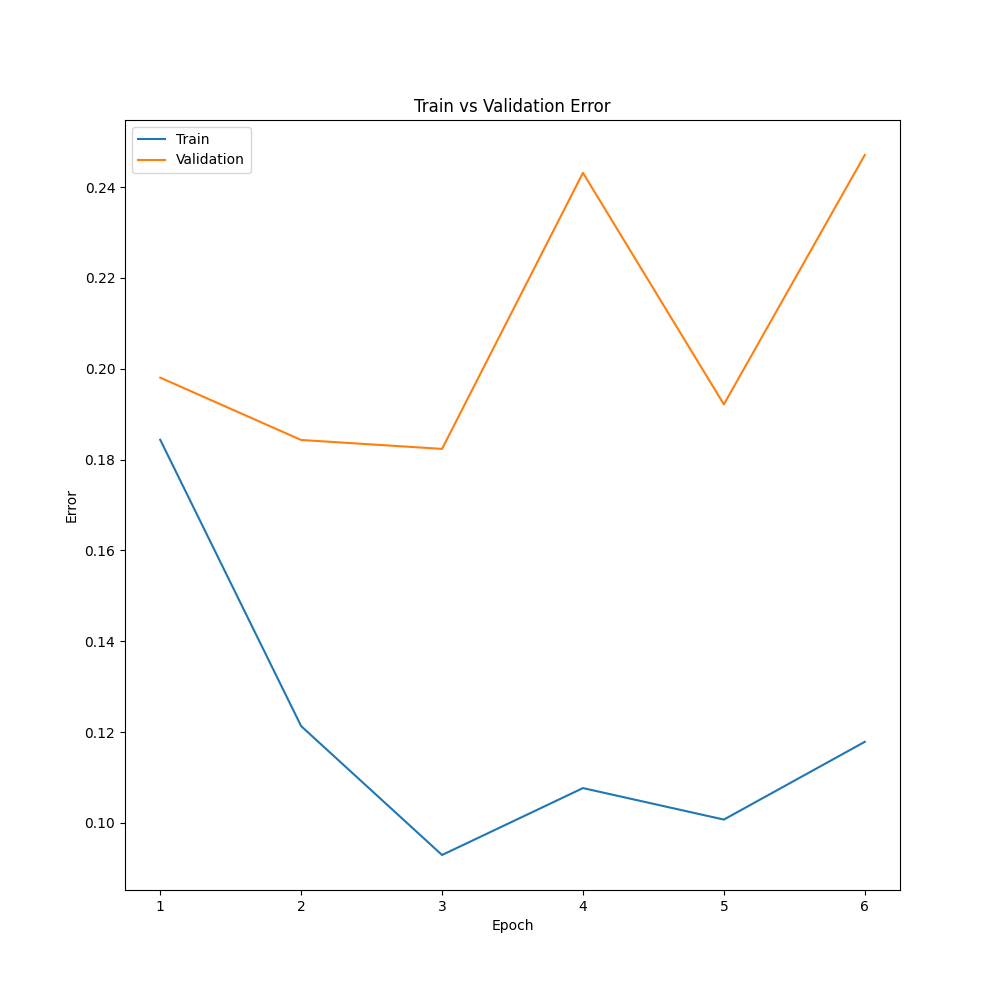 Train vs Validation Error
Train
Validation
0.24
0.22
0.20
0.18
0.16
0.14
0.12
0.10
Error
1 2 3 4 5 6
Epoch